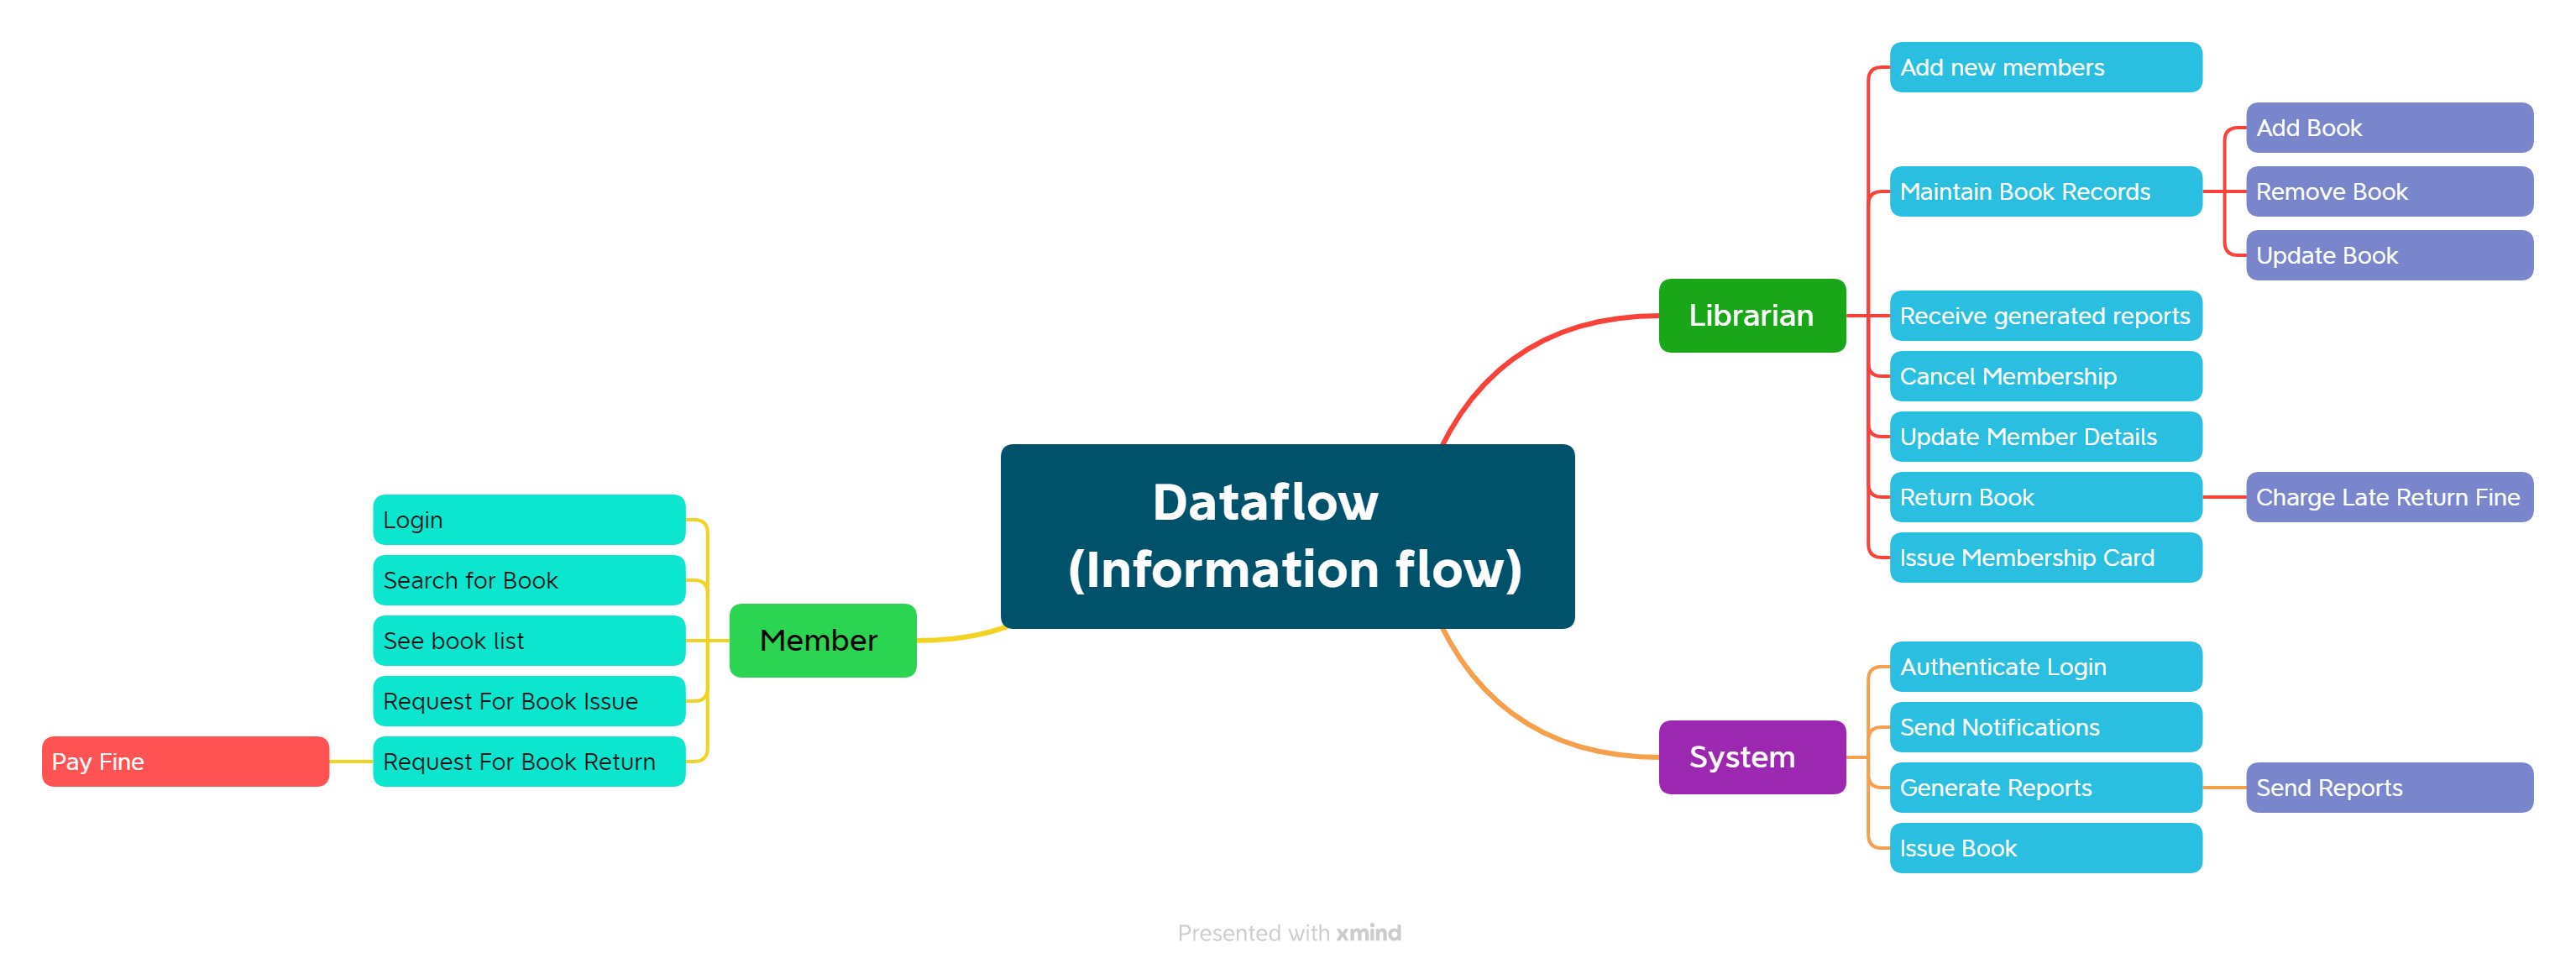 Dataflow
(Information flow)
Librarian
Add new members
Maintain Book Records
Add Book
Remove Book
Update Book
Receive generated reports
Cancel Membership
Update Member Details
Return Book
Charge Late Return Fine
Issue Membership Card
System
Authenticate Login
Send Notifications
Generate Reports
Send Reports
Issue Book
Member
Login
Search for Book
See book list
Request For Book Issue
Request For Book Return
Pay Fine
Presented with xmind